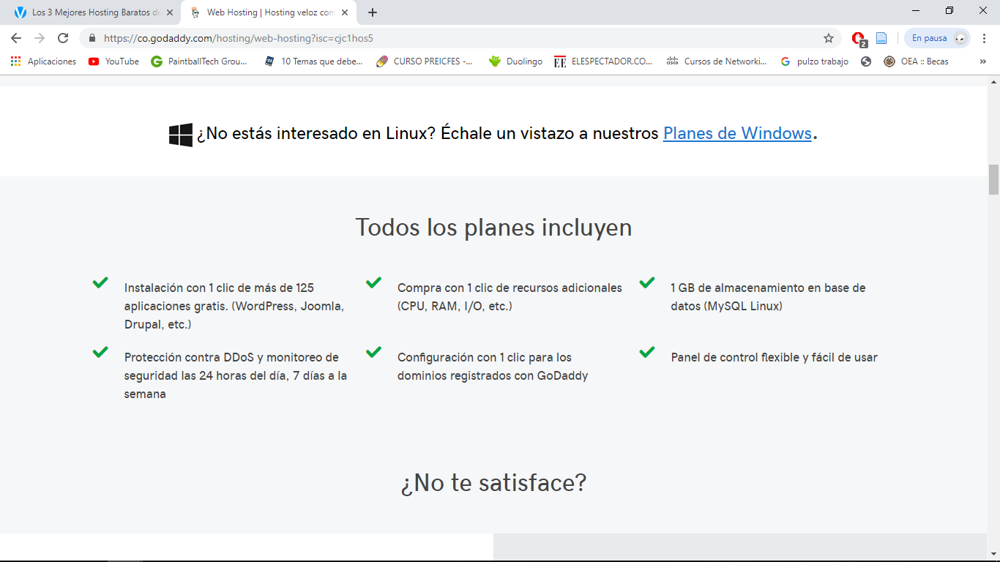 Los 3 Mejores Hosting Baratos de
Web Hosting | Hosting veloz com
https://co.godaddy.com/hosting/web-hosting?isc=cjc1hos5
2
En pausa
Aplicaciones
YouTube
PaintballTech Grou...
10 Temas que debe...
CURSO PREICFES -...
Duolingo
EE
ELESPECTADOR.CO...
cisco
Cursos de Networki...
pulzo trabajo
OEA :: Becas
»
¿No estás interesado en Linux? Échale un vistazo a nuestros Planes de Windows.
Todos los planes incluyen
Instalación con 1 clic de más de 125
aplicaciones gratis. (WordPress, Joomla,
Drupal, etc.)
Compra con 1 clic de recursos adicionales
(CPU, RAM, I/O, etc.)
1 GB de almacenamiento en base de
datos (MySQL Linux)
Protección contra DDoS y monitoreo de
seguridad las 24 horas del día, 7 días a la
semana
Configuración con 1 clic para los
dominios registrados con GoDaddy
Panel de control flexible y fácil de usar
¿No te satisface?